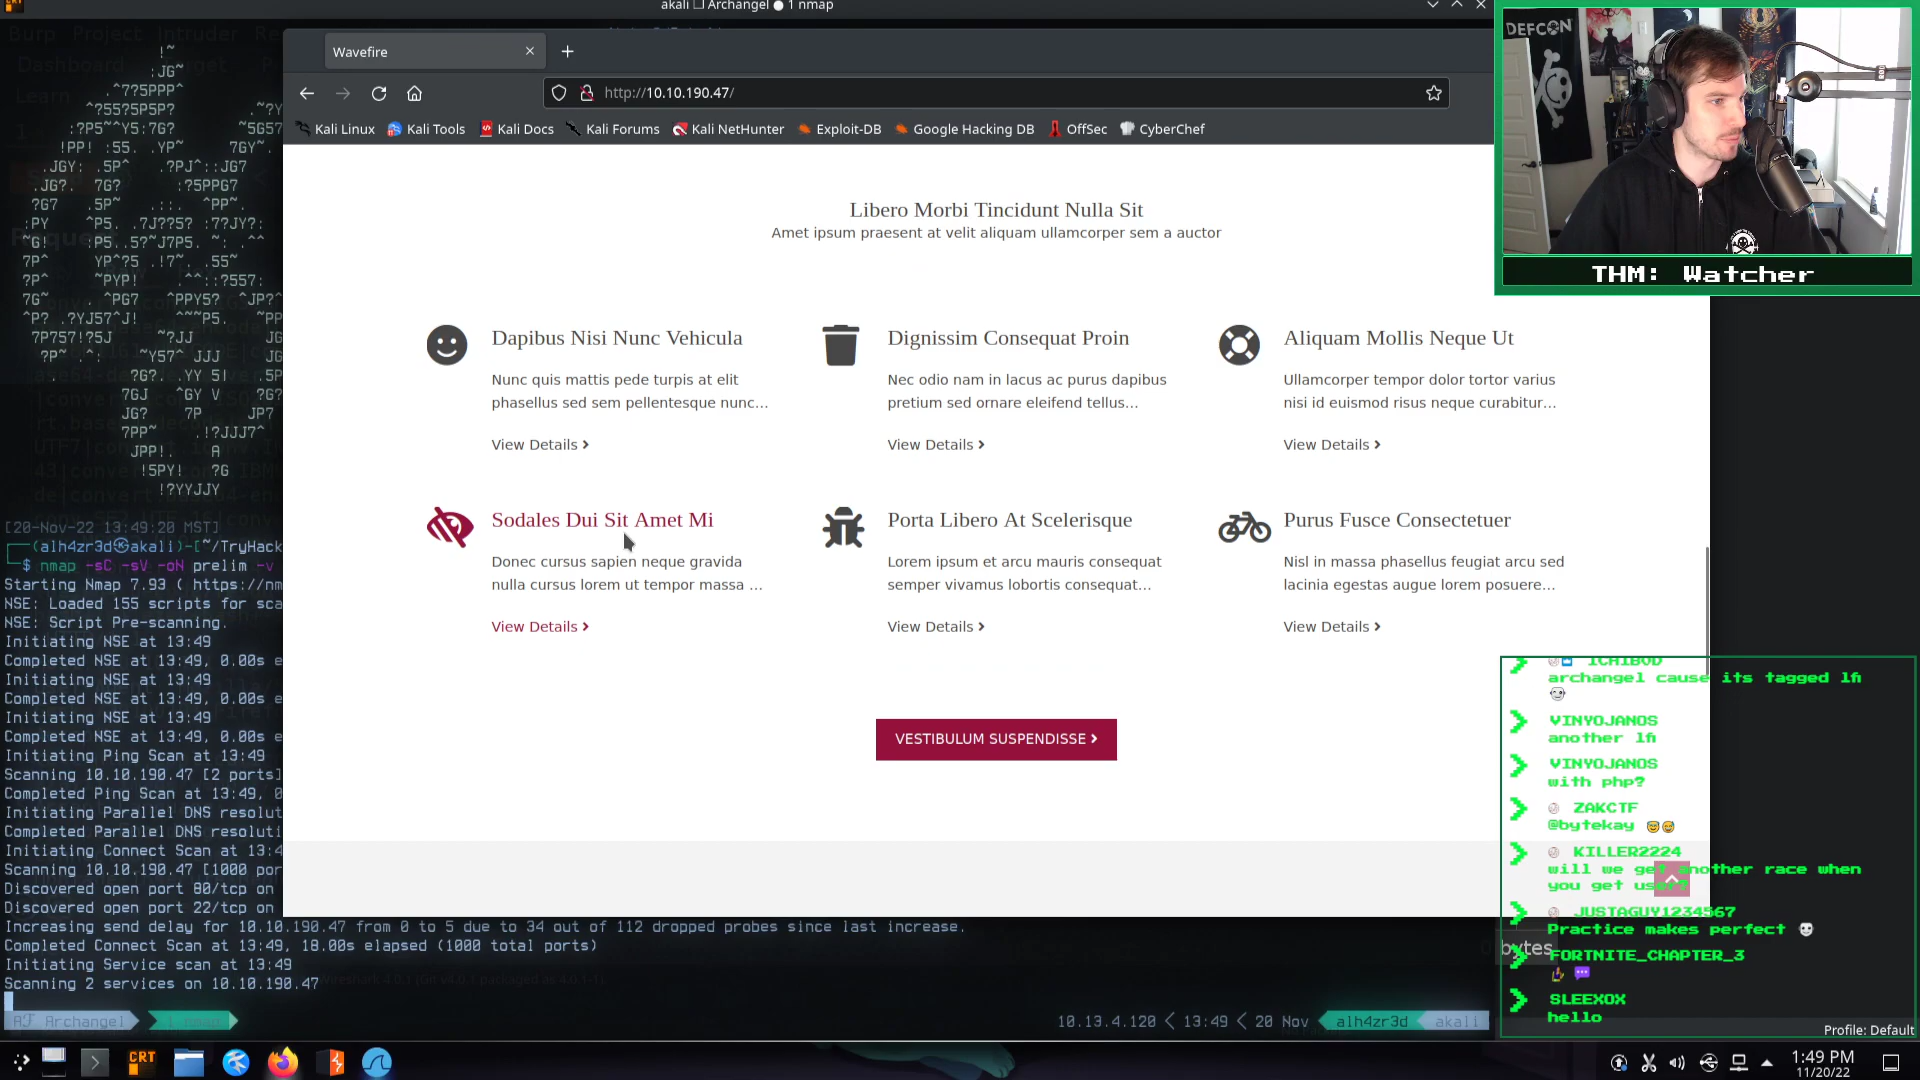 akali ☐ Archangel ● 1 nmap
Wavefire
http://10.10.190.47/
Kali Linux
Kali Tools
Kali Docs
Kali Forums
Kali NetHunter
Exploit-DB
Google Hacking DB
OffSec
CyberChef
Libero Morbi Tincidunt Nulla Sit
Amet ipsum praesent at velit aliquam ullamcorper sem a auctor
Dapibus Nisi Nunc Vehicula
Nunc quis mattis pede turpis at elit
phasellus sed sem pellentesque nunc…
View Details
Dignissim Consequat Proin
Nec odio nam in lacus ac purus dapibus
pretium sed ornare eleifend tellus…
View Details
Aliquam Mollis Neque Ut
Ullamcorper tempor dolor tortor varius
nisi id euismod risus neque curabitur…
View Details
Sodales Dui Sit Amet Mi
Donec cursus sapien neque gravida
nulla cursus lorem ut tempor massa …
View Details
Porta Libero At Scelerisque
Lorem ipsum et arcu mauris consequat
semper vivamus lobortis consequat…
View Details
Purus Fusce Consectetuer
Nisl in massa phasellus feugiat arcu sed
lacinia egestas augue lorem posuere…
View Details
VESTIBULUM SUSPENDISSE
DEFCON
THM: Watcher
[20-Nov-22 13:49:20 MST]
(alh4zr3d㉿akali)-[~/TryHack
$ nmap -sC -sV -oN prelim -v
Starting Nmap 7.93 ( https://nm
NSE: Loaded 155 scripts for sca
NSE: Script Pre-scanning.
Initiating NSE at 13:49
Completed NSE at 13:49, 0.00s e
Initiating NSE at 13:49
Completed NSE at 13:49, 0.00s e
Initiating NSE at 13:49
Completed NSE at 13:49, 0.00s e
Initiating Ping Scan at 13:49
Scanning 10.10.190.47 [2 ports]
Completed Ping Scan at 13:49, 0
Initiating Parallel DNS resolut
Completed Parallel DNS resoluti
Initiating Connect Scan at 13:4
Scanning 10.10.190.47 [1000 por
Discovered open port 80/tcp on
Discovered open port 22/tcp on
Increasing send delay for 10.10.190.47 from 0 to 5 due to 34 out of 112 dropped probes since last increase.
Completed Connect Scan at 13:49, 18.00s elapsed (1000 total ports)
Initiating Service scan at 13:49
Scanning 2 services on 10.10.190.47
Archangel
1 nmap
10.13.4.120 < 13:49 < 20 Nov
alh4zr3d
akali
ICHIBOD
archangel cause its tagged lfi
VINYOJANOS
another lfi
VINYOJANOS
with php?
ZAKCTF
@bytekay
KILLER2224
will we get another race when
you get user?
JUSTAGUY1234567
Practice makes perfect
bytes
FORTNITE_CHAPTER_3
SLEEXOX
hello
Profile: Default
CRT
1:49 PM
11/20/22